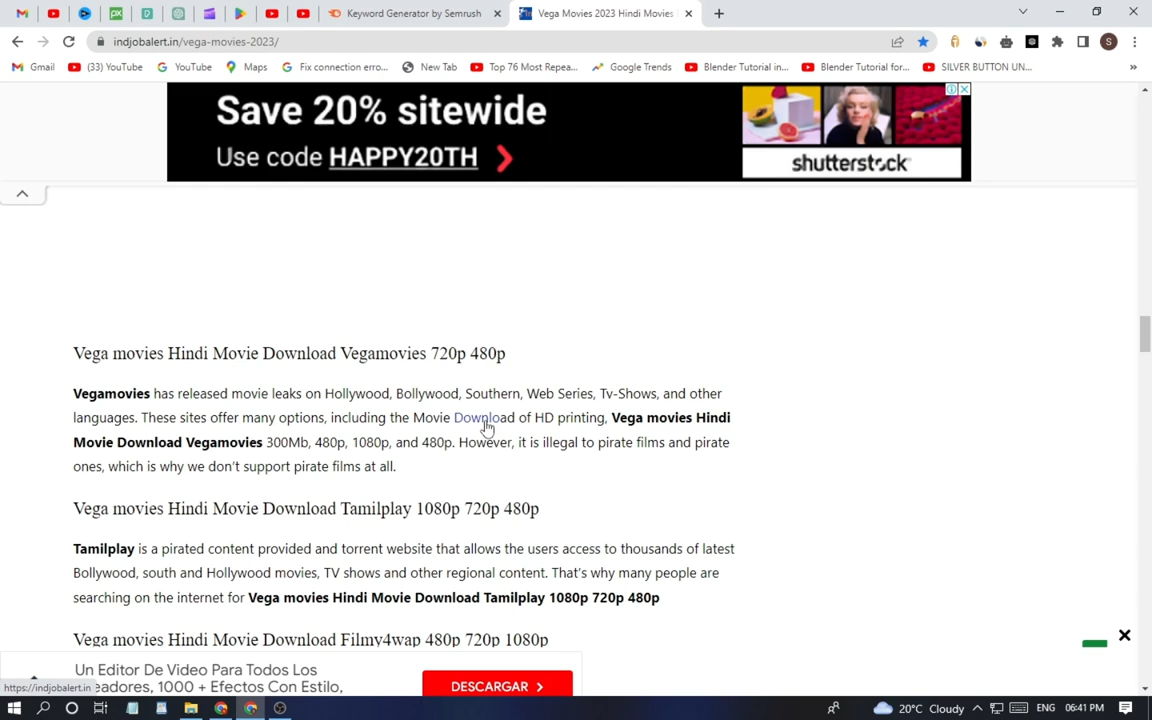 Keyword Generator by Semrush
Vega Movies 2023 Hindi Movies
indjobalert.in/vega-movies-2023/
S
Gmail
(33) YouTube
YouTube
Maps
Fix connection erro...
New Tab
Top 76 Most Repea...
Google Trends
Blender Tutorial in...
Blender Tutorial for...
SILVER BUTTON UN...
Save 20% sitewide
Use code HAPPY20TH
shutterstock
Vega movies Hindi Movie Download Vegamovies 720p 480p
Vegamovies has released movie leaks on Hollywood, Bollywood, Southern, Web Series, Tv-Shows, and other
languages. These sites offer many options, including the Movie Download of HD printing, Vega movies Hindi
Movie Download Vegamovies 300Mb, 480p, 1080p, and 480p. However, it is illegal to pirate films and pirate
ones, which is why we don't support pirate films at all.
Vega movies Hindi Movie Download Tamilplay 1080p 720p 480p
Tamilplay is a pirated content provided and torrent website that allows the users access to thousands of latest
Bollywood, south and Hollywood movies, TV shows and other regional content. That's why many people are
searching on the internet for Vega movies Hindi Movie Download Tamilplay 1080p 720p 480p
Vega movies Hindi Movie Download Filmy4wap 480p 720p 1080p
Un Editor De Video Para Todos Los
eadores, 1000 + Efectos Con Estilo,
DESCARGAR
https://indjobalert.in
20°C Cloudy
ENG
06:41 PM